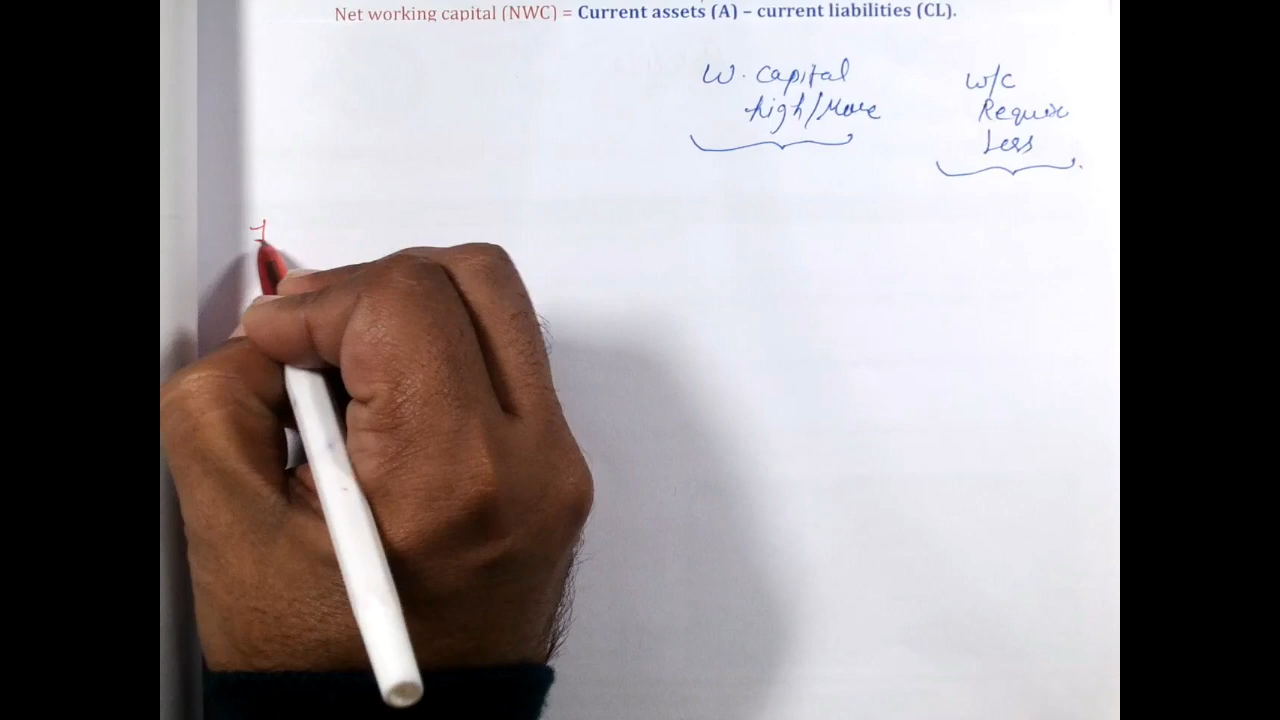 Net working capital (NWC) = Current assets (A) – current liabilities (CL).
W. Capital
high/More
W/C
Require
Less